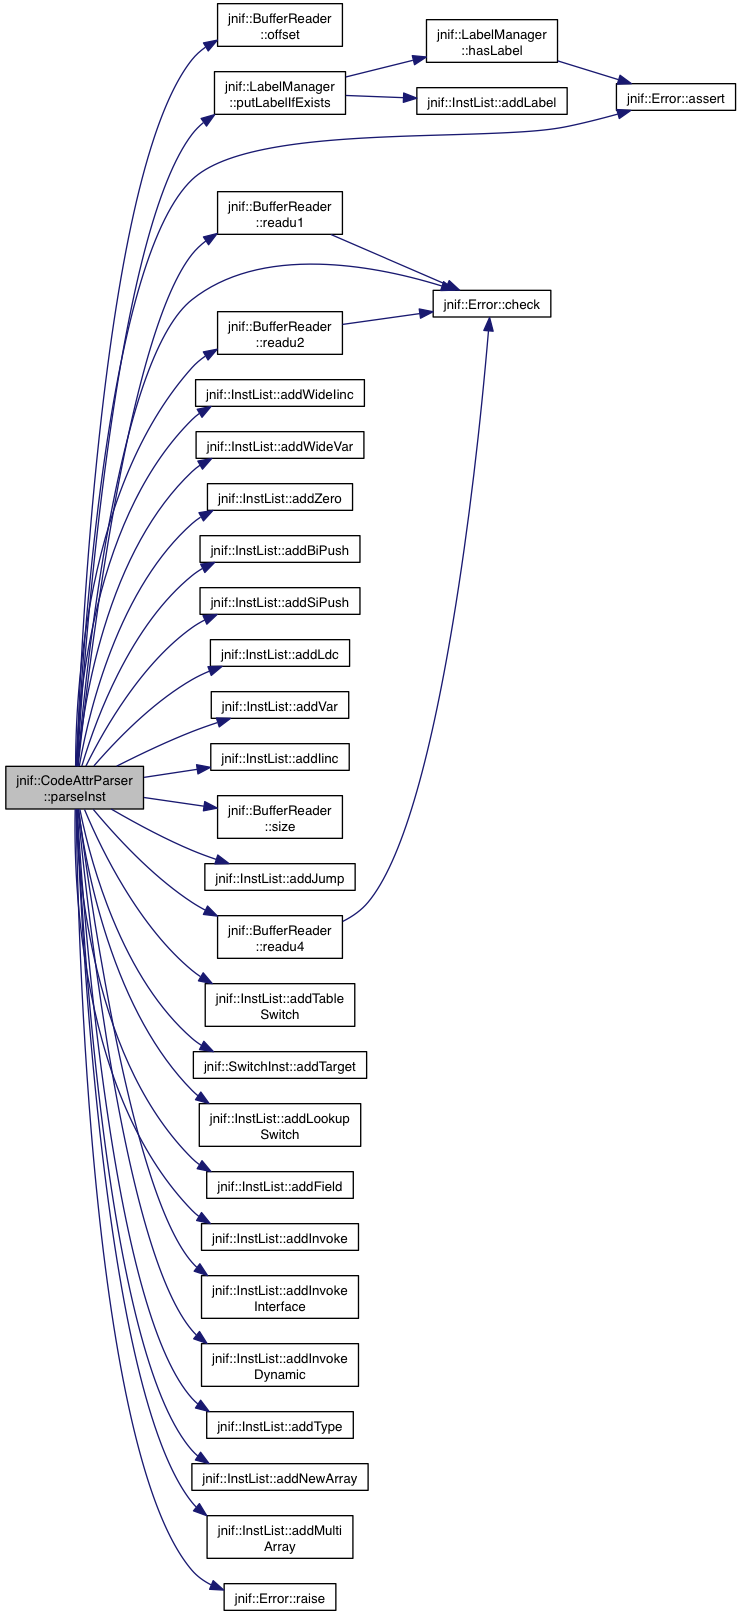 jnif::BufferReader
::offset
jnif::LabelManager
::hasLabel
jnif::LabelManager
::putLabelIfExists
jnif::InstList::addLabel
jnif::Error::assert
jnif::BufferReader
::readu1
jnif::Error::check
jnif::BufferReader
::readu2
jnif::InstList::addWideIinc
jnif::InstList::addWideVar
jnif::InstList::addZero
jnif::InstList::addBiPush
jnif::InstList::addSiPush
jnif::InstList::addLdc
jnif::InstList::addVar
jnif::InstList::addIinc
jnif::CodeAttrParser
::parseInst
jnif::BufferReader
::size
jnif::InstList::addJump
jnif::BufferReader
::readu4
jnif::InstList::addTable
Switch
jnif::SwitchInst::addTarget
jnif::InstList::addLookup
Switch
jnif::InstList::addField
jnif::InstList::addInvoke
jnif::InstList::addInvoke
Interface
jnif::InstList::addInvoke
Dynamic
jnif::InstList::addType
jnif::InstList::addNewArray
jnif::InstList::addMulti
Array
jnif::Error::raise